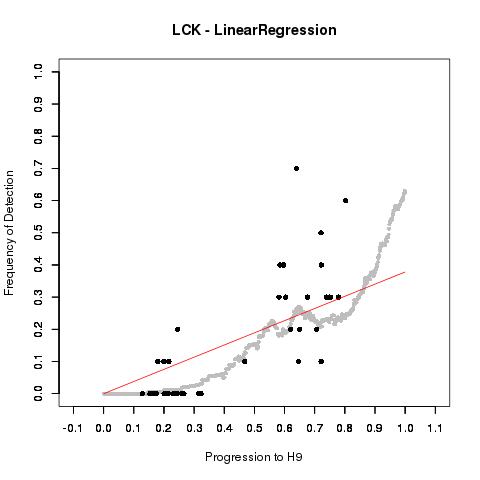 LCK - LinearRegression
Frequency of Detection
1.0
0.9
0.8
0.7
0.6
0.5
0.4
0.3
0.2
0.1
0.0
-0.1 0.0 0.1 0.2 0.3 0.4 0.5 0.6 0.7 0.8 0.9 1.0 1.1
Progression to H9